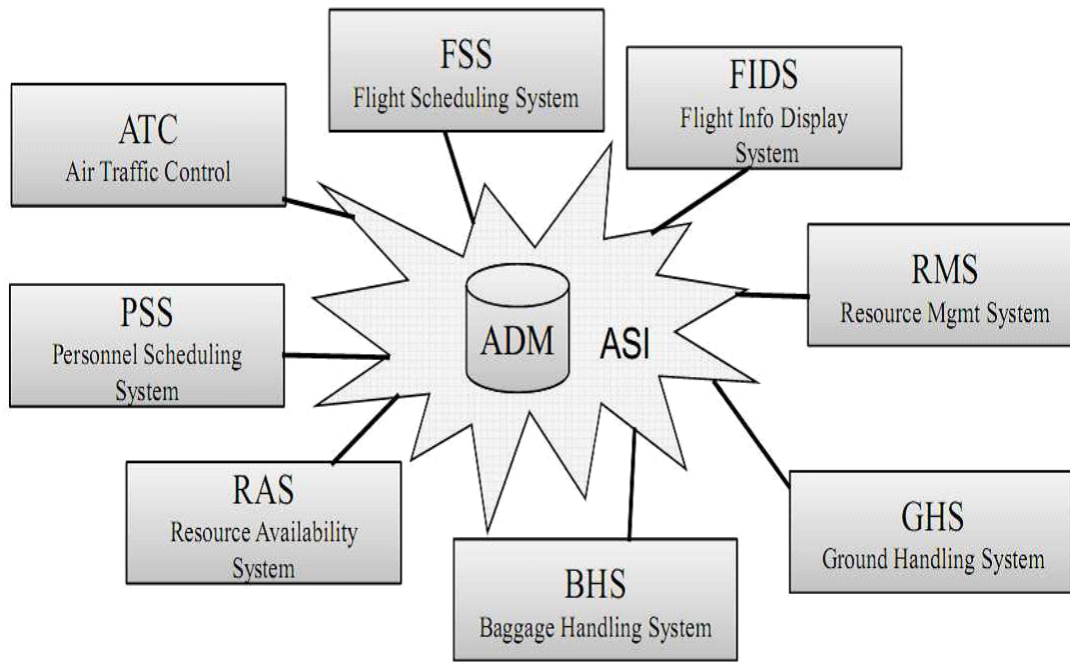 FSS
Flight Scheduling System
FIDS
Flight Info Display
System
ATC
Air Traffic Control
RMS
Resource Mgmt System
PSS
Personnel Scheduling
System
ADM
ASI
RAS
Resource Availability
System
GHS
Ground Handling System
BHS
Baggage Handling System